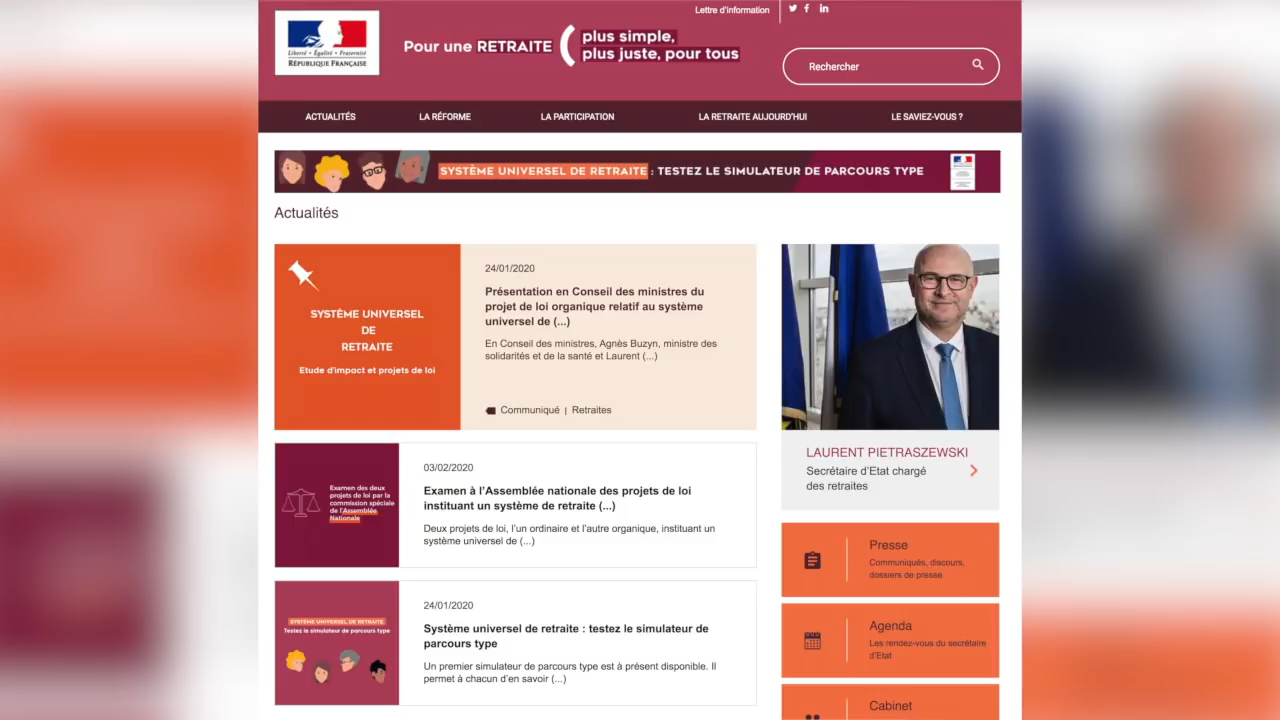 Lettre d'information
Liberté • Égalité • Fraternité
RÉPUBLIQUE FRANÇAISE
Pour une RETRAITE
plus simple,
plus juste, pour tous
Rechercher
ACTUALITÉS
LA RÉFORME
LA PARTICIPATION
LA RETRAITE AUJOURD'HUI
LE SAVIEZ-VOUS ?
SYSTÈME UNIVERSEL DE RETRAITE : TESTEZ LE SIMULATEUR DE PARCOURS TYPE
Actualités
SYSTÈME UNIVERSEL
DE
RETRAITE
Etude d'impact et projets de loi
24/01/2020
Présentation en Conseil des ministres du
projet de loi organique relatif au système
universel de (...)
En Conseil des ministres, Agnès Buzyn, ministre des
solidarités et de la santé et Laurent (...)
Communiqué | Retraites
Examen des deux
projets de loi par la
commission spéciale
de l'Assemblée
Nationale
03/02/2020
Examen à l'Assemblée nationale des projets de loi
instituant un système de retraite (...)
Deux projets de loi, l'un ordinaire et l'autre organique, instituant un
système universel de (...)
SYSTÈME UNIVERSEL DE RETRAITE
Testez le simulateur de parcours type
24/01/2020
Système universel de retraite : testez le simulateur de
parcours type
Un premier simulateur de parcours type est à présent disponible. Il
permet à chacun d'en savoir (...)
LAURENT PIETRASZEWSKI
Secrétaire d'Etat chargé
des retraites
Presse
Communiqués, discours,
dossiers de presse
Agenda
Les rendez-vous du secrétaire
d'Etat
Cabinet